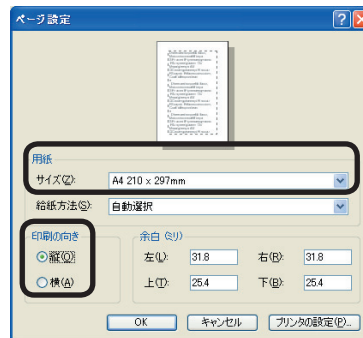 ページ設定
用紙
サイズ(Z): A4 210 × 297mm
給紙方法(S): 自動選択
印刷の向き
縦(O)
横(A)
余白 (ミリ)
左(L): 31.8 右(R): 31.8
上(T): 25.4 下(B): 25.4
OK キャンセル プリンタの設定(P)...